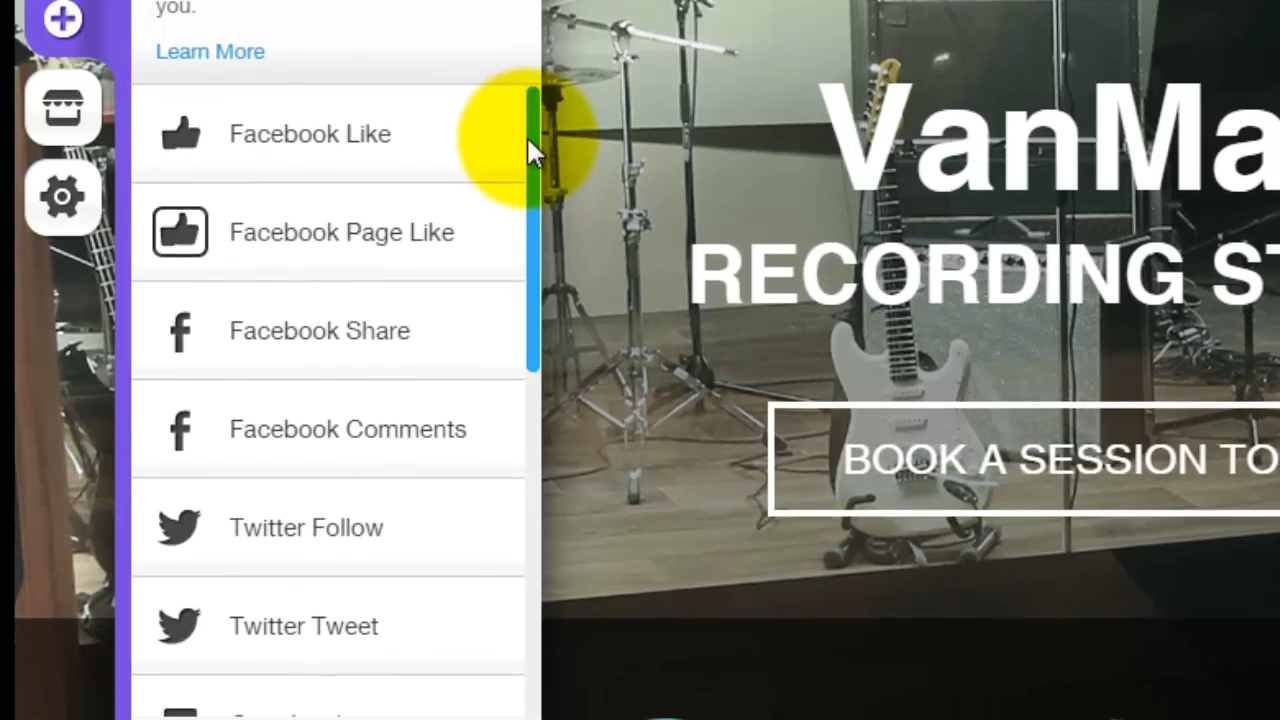 you.
Learn More
Facebook Like
Facebook Page Like
Facebook Share
Facebook Comments
Twitter Follow
Twitter Tweet
VanMa
RECORDING ST
BOOK A SESSION TO